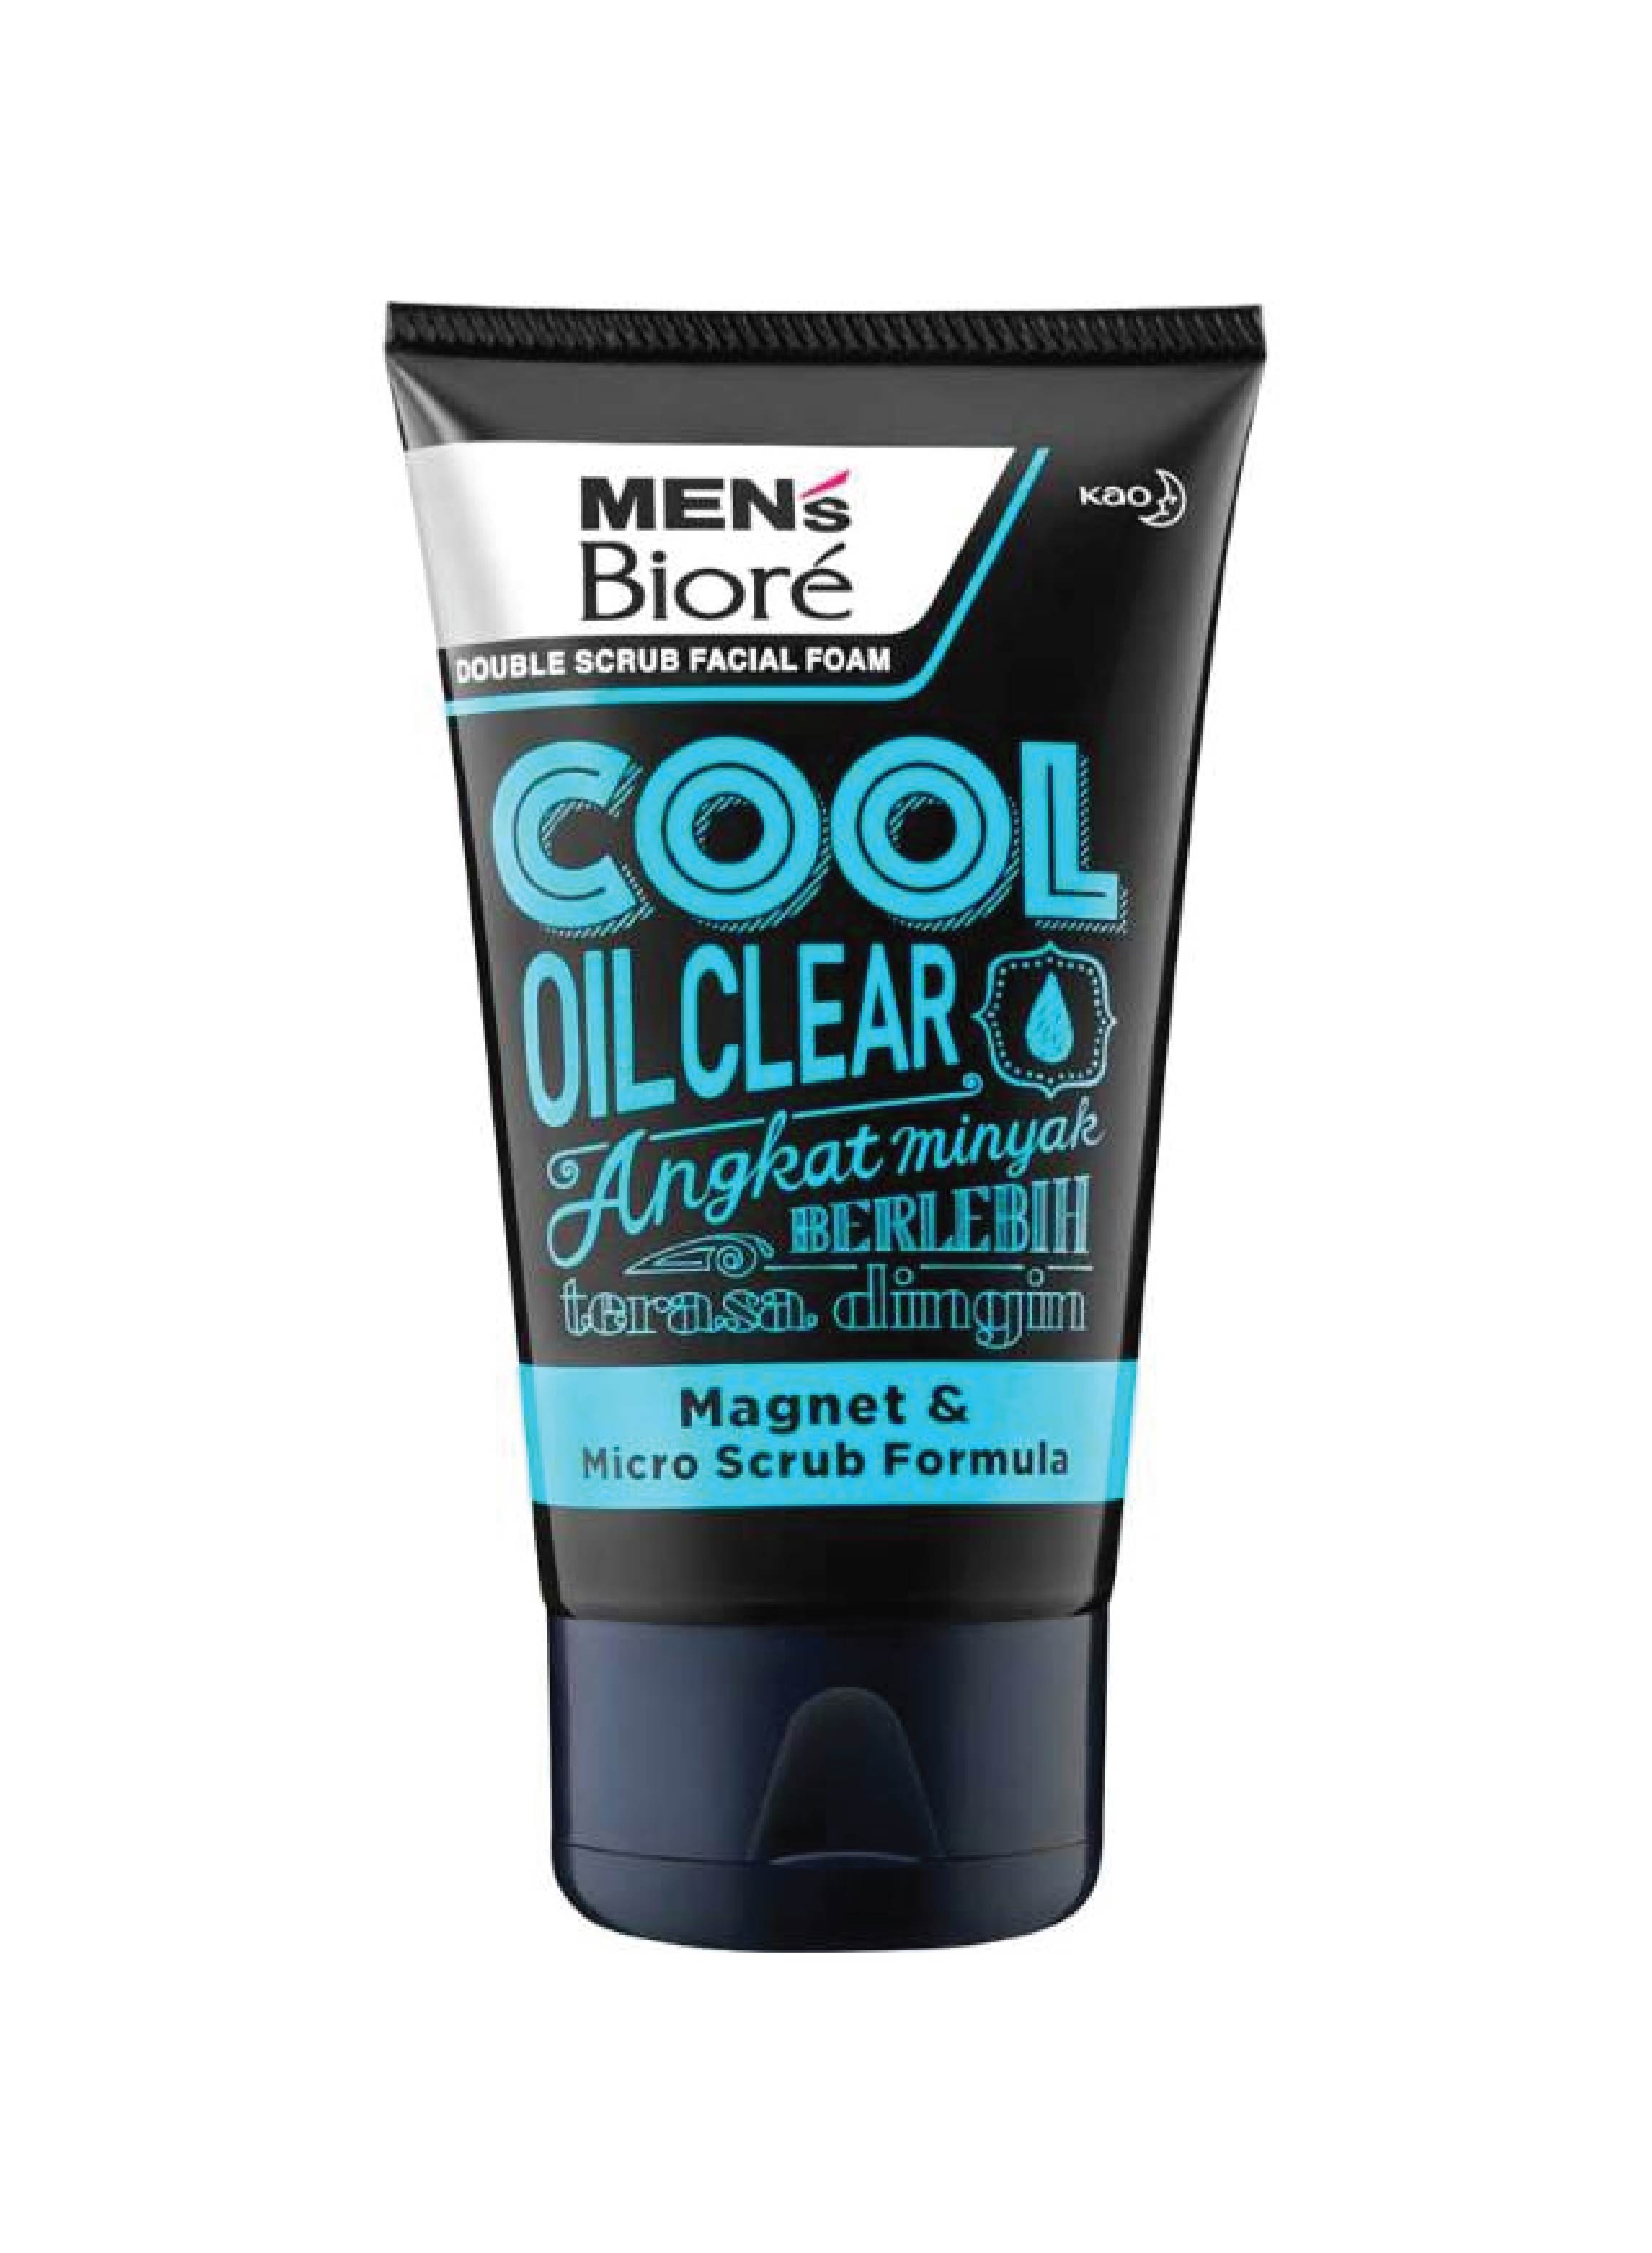 MEN's
Bioré
Kao
DOUBLE SCRUB FACIAL FOAM
COOL
OIL CLEAR
Angkat minyak
BERLEBIH
terasa dingin
Magnet &
Micro Scrub Formula